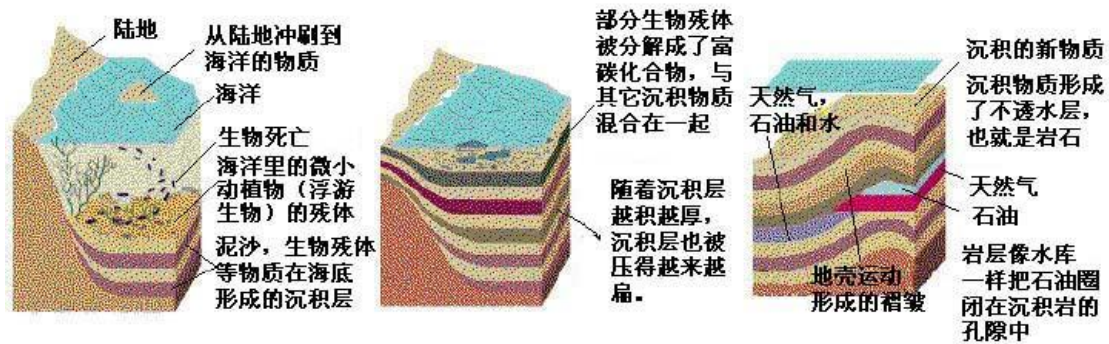 陆地
从陆地冲刷到
海洋的物质
海洋
生物死亡
海洋里的微小
动植物（浮游
生物）的残体
泥沙，生物残体
等物质在海底
形成的沉积层
部分生物残体
被分解成了富
碳化合物，与
其它沉积物质
混合在一起
随着沉积层
越积越厚，
沉积层也被
压得越来越
扁。
天然气，
石油和水
地壳运动
形成的褶皱
沉积的新物质
沉积物质形成
了不透水层，
也就是岩石
天然气
石油
岩层像水库
一样把石油圈
闭在沉积岩的
孔隙中